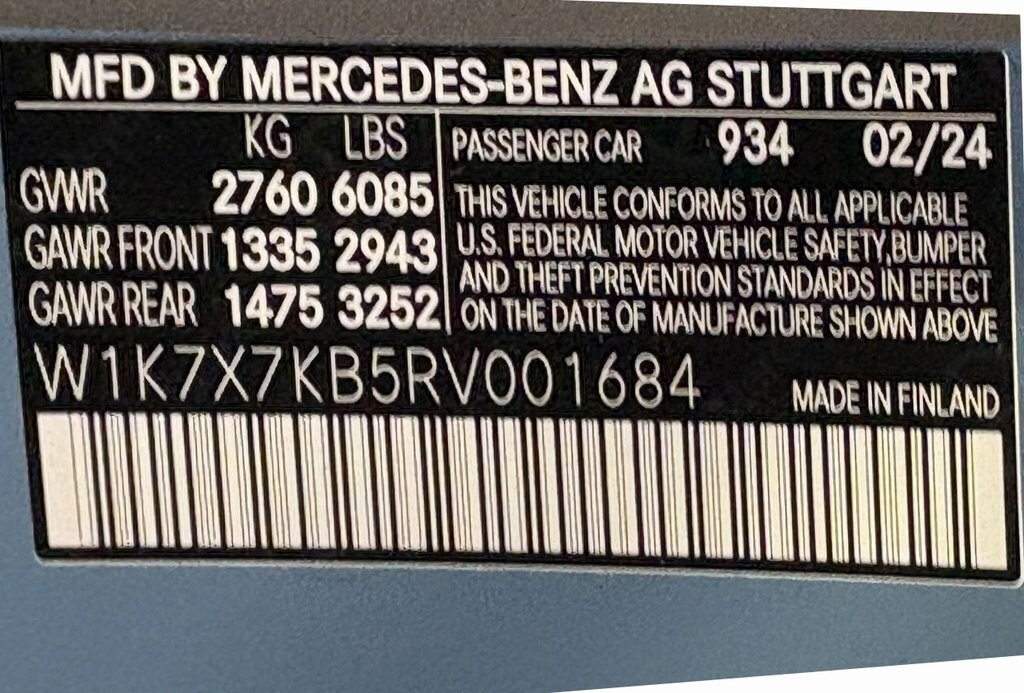 MFD BY MERCEDES-BENZ AG STUTTGART
KG LBS
GVWR 2760 6085
GAWR FRONT 1335 2943
GAWR REAR 1475 3252
PASSENGER CAR 934 02/24
THIS VEHICLE CONFORMS TO ALL APPLICABLE
U.S. FEDERAL MOTOR VEHICLE SAFETY,BUMPER
AND THEFT PREVENTION STANDARDS IN EFFECT
ON THE DATE OF MANUFACTURE SHOWN ABOVE
W1K7X7KB5RV001684
MADE IN FINLAND